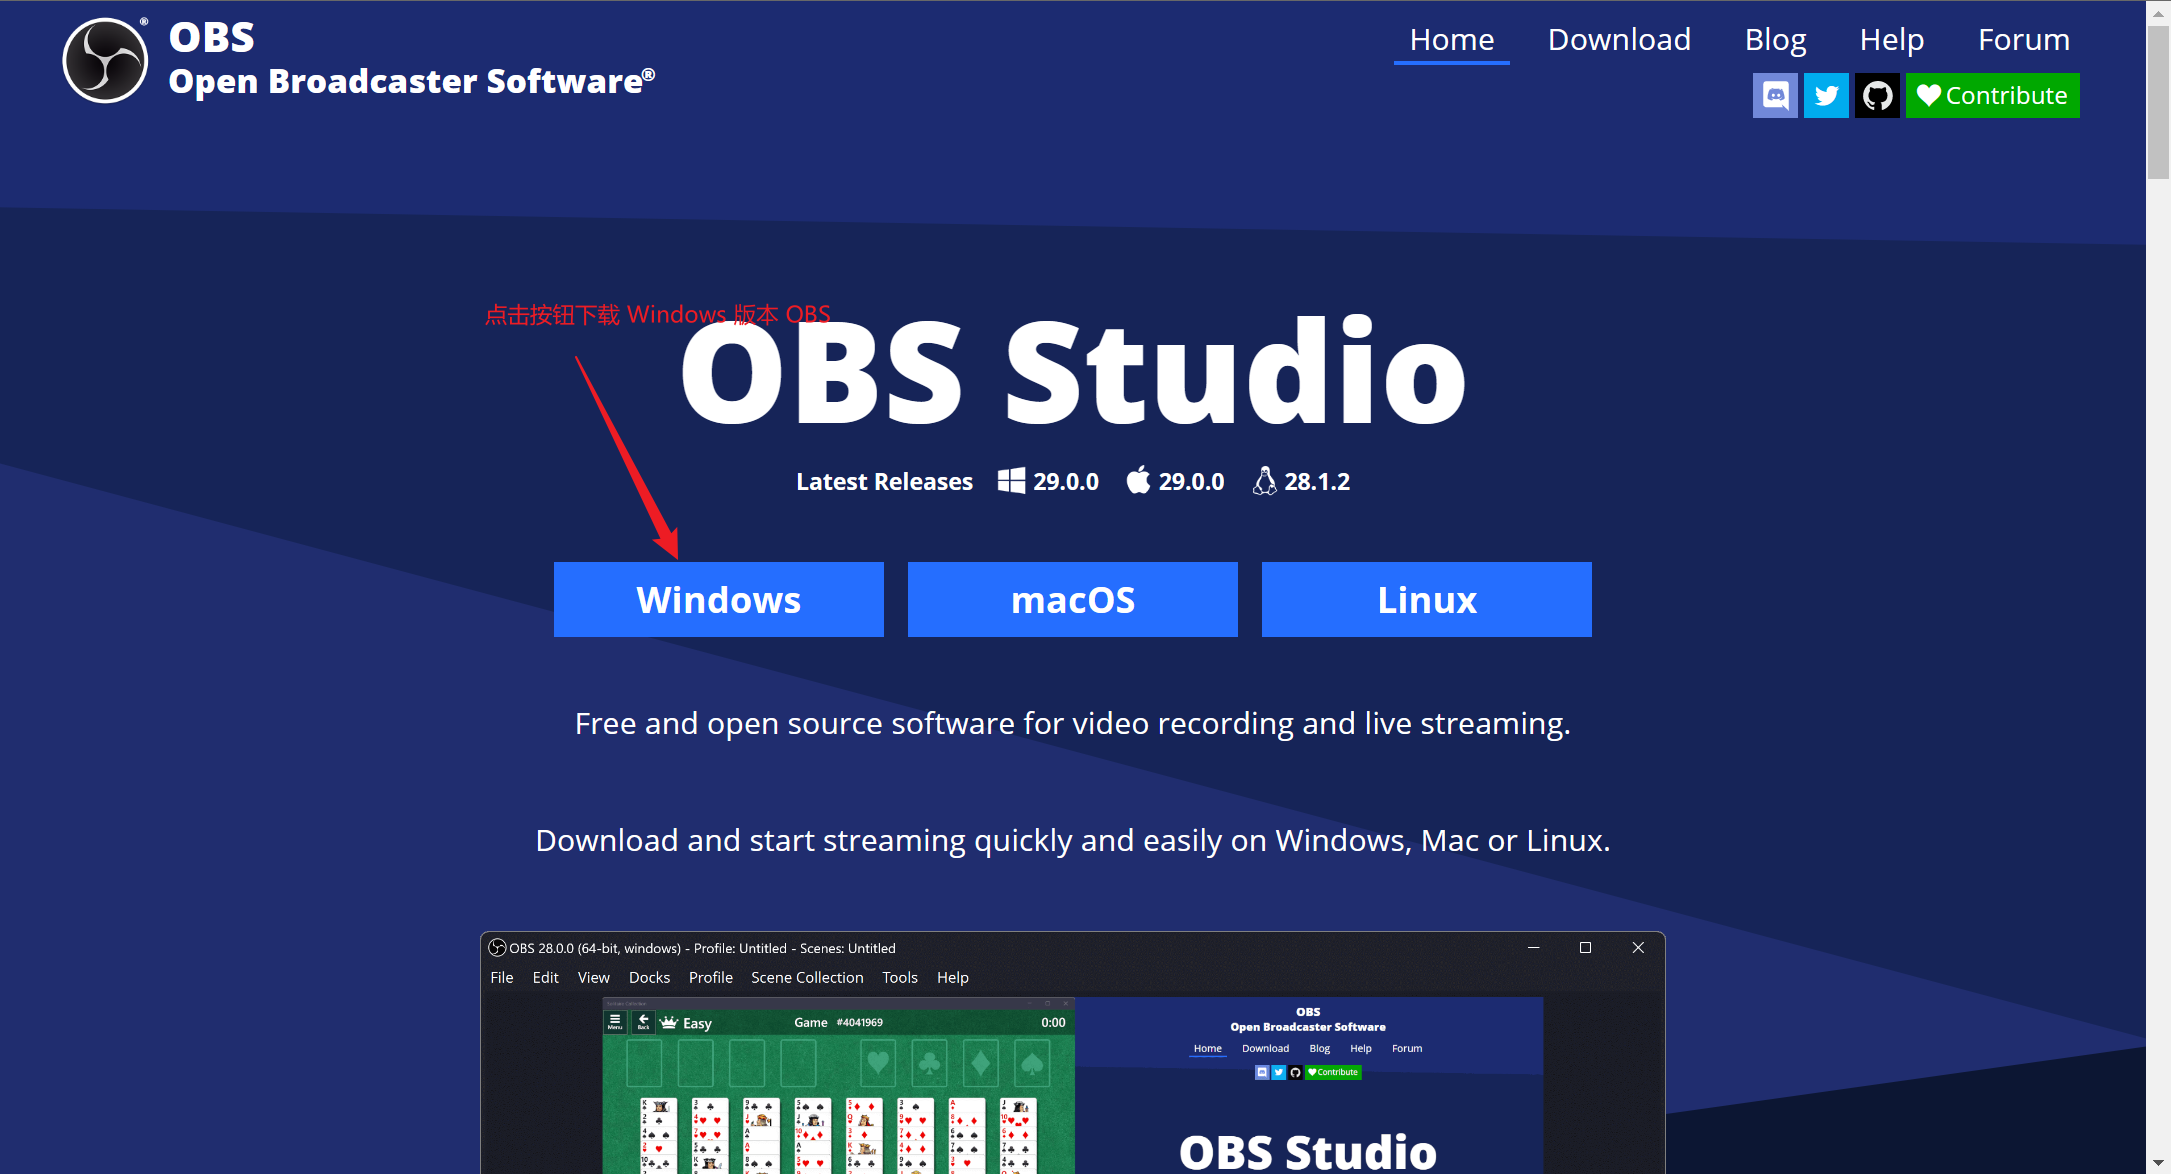 OBS
Open Broadcaster Software®
Home Download Blog Help Forum
Contribute
点击按钮下载 Windows 版本 OBS
OBS Studio
Latest Releases 29.0.0 29.0.0 28.1.2
Windows macOS Linux
Free and open source software for video recording and live streaming.
Download and start streaming quickly and easily on Windows, Mac or Linux.
OBS 28.0.0 (64-bit, windows) - Profile: Untitled - Scenes: Untitled
File Edit View Docks Profile Scene Collection Tools Help
Menu Back Easy Game #4041969 0:00
OBS
Open Broadcaster Software
Home Download Blog Help Forum
Contribute
OBS Studio